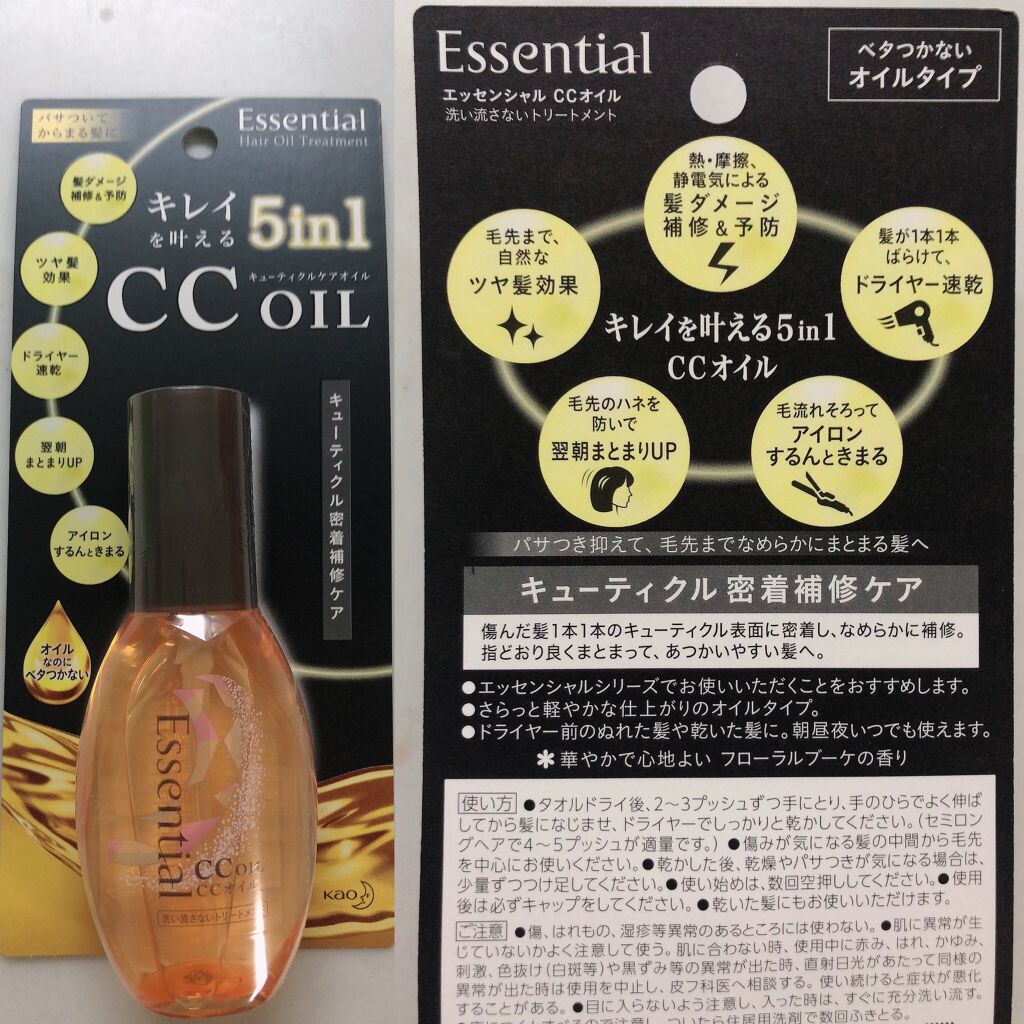 パサついて
からまる髪に
Essential
Hair Oil Treatment
髪ダメージ
補修&予防
キレイ
を叶える
5in1
キューティクルケアオイル
CC OIL
ツヤ髪
効果
ドライヤー
速乾
翌朝
まとまりUP
アイロン
するんときまる
キューティクル密着補修ケア
オイル
なのに
ベタつかない
Essential
CC OIL
CCオイル
洗い流さないトリートメント
Kao
Essential
エッセンシャル CCオイル
洗い流さないトリートメント
ベタつかない
オイルタイプ
熱・摩擦、
静電気による
髪ダメージ
補修&予防
毛先まで、
自然な
ツヤ髪効果
髪が1本1本
ばらけて、
ドライヤー速乾
キレイを叶える5in1
CCオイル
毛先のハネを
防いで
翌朝まとまりUP
毛流れそろって
アイロン
するんときまる
パサつき抑えて、毛先までなめらかにまとまる髪へ
キューティクル 密着補修ケア
傷んだ髪1本1本のキューティクル表面に密着し、なめらかに補修。
指どおり良くまとまって、あつかいやすい髪へ。
●エッセンシャルシリーズでお使いいただくことをおすすめします。
●さらっと軽やかな仕上がりのオイルタイプ。
●ドライヤー前のぬれた髪や乾いた髪に。朝昼夜いつでも使えます。
＊華やかで心地よい フローラルブーケの香り
使い方 ●タオルドライ後、2〜3プッシュずつ手にとり、手のひらでよく伸ば
してから髪になじませ、ドライヤーでしっかりと乾かしてください。(セミロン
グヘアで4〜5プッシュが適量です。) ●傷みが気になる髪の中間から毛先
を中心にお使いください。●乾かした後、乾燥やパサつきが気になる場合は、
少量ずつつけ足してください。●使い始めは、数回空押ししてください。●使用
後は必ずキャップをしてください。●乾いた髪にもお使いいただけます。
ご注意 ●傷、はれもの、湿疹等異常のあるところには使わない。●肌に異常が生
じていないかよく注意して使う。肌に合わない時、使用中に赤み、はれ、かゆみ、
刺激、色抜け(白斑等)や黒ずみ等の異常が出た時、直射日光があたって同様の
異常が出た時は使用を中止し、皮フ科医へ相談する。使い続けると症状が悪化
することがある。●目に入らないよう注意し、入った時は、すぐに充分洗い流す。
●床につくとすべるので注意し、ついたら住居用洗剤で数回ふきとる。